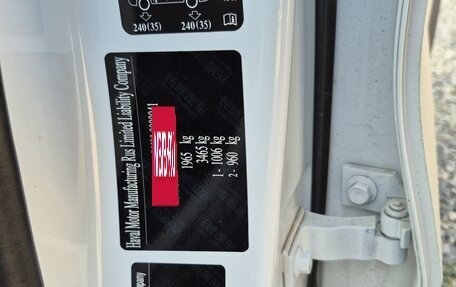 240 (35)
240 (35)
Haval Motor Manufacturing Rus Limited Liability Company
1965 kg
3465 kg
1 - 1006 kg
2 - 960 kg